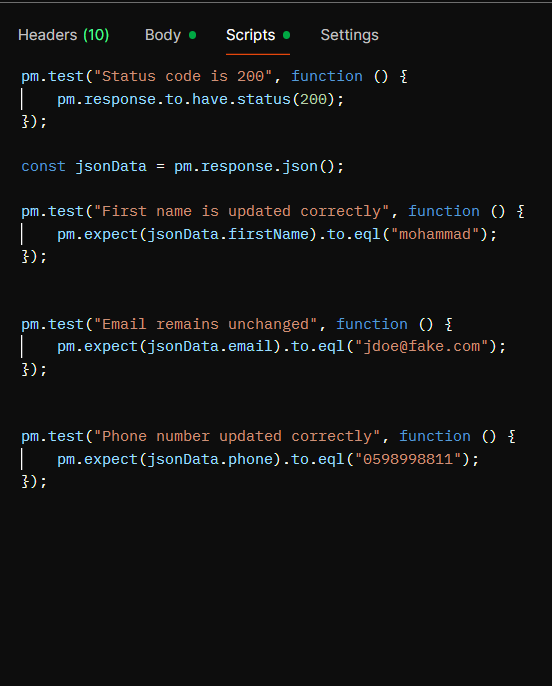 Headers (10) Body Scripts Settings
pm.test("Status code is 200", function () {
    pm.response.to.have.status(200);
});
const jsonData = pm.response.json();
pm.test("First name is updated correctly", function () {
    pm.expect(jsonData.firstName).to.eql("mohammad");
});
pm.test("Email remains unchanged", function () {
    pm.expect(jsonData.email).to.eql("jdoe@fake.com");
});
pm.test("Phone number updated correctly", function () {
    pm.expect(jsonData.phone).to.eql("0598998811");
});